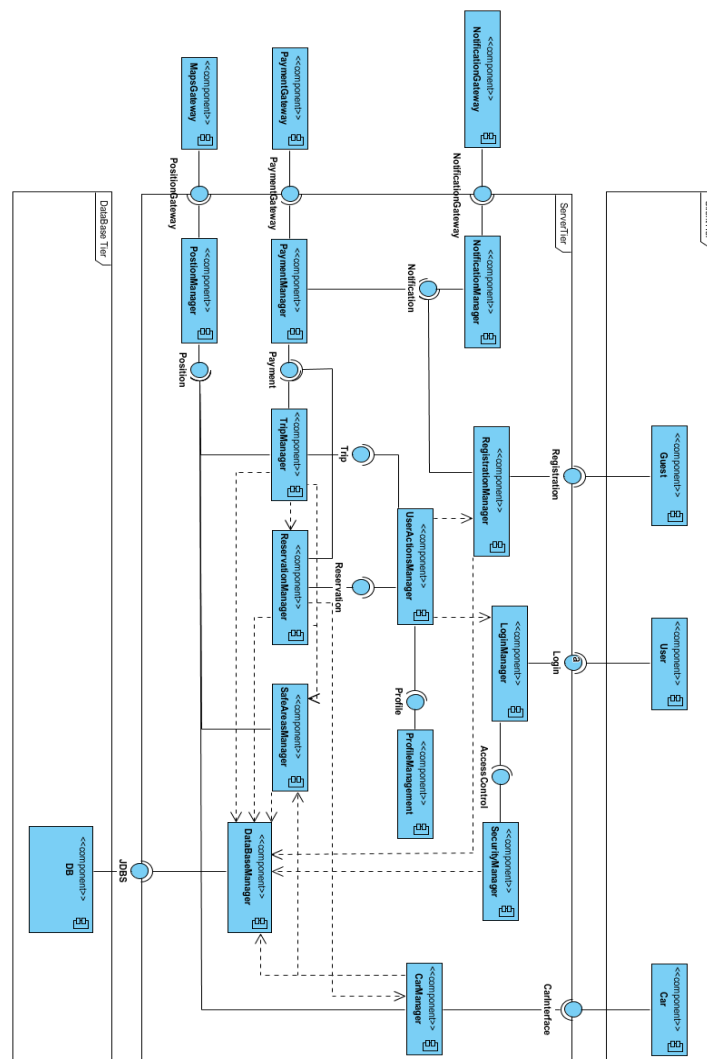 <<component>>
Guest
<<component>>
User
<<component>>
Car
ServerTier
Registration
a
Login
CarInterface
<<component>>
NotificationGateway
NotificationGateway
<<component>>
NotificationManager
<<component>>
RegistrationManager
<<component>>
LoginManager
AccessControl
<<component>>
SecurityManager
Notification
<<component>>
UserActionsManager
Profile
<<component>>
ProfileManagement
<<component>>
CarManager
Trip
Reservation
<<component>>
PaymentGateway
PaymentGateway
<<component>>
PaymentManager
Payment
<<component>>
TripManager
<<component>>
ReservationManager
<<component>>
SafeAreasManager
<<component>>
DataBaseManager
<<component>>
MapsGateway
PositionGateway
<<component>>
PostionManager
Position
JDBS
DataBase Tier
<<component>>
DB